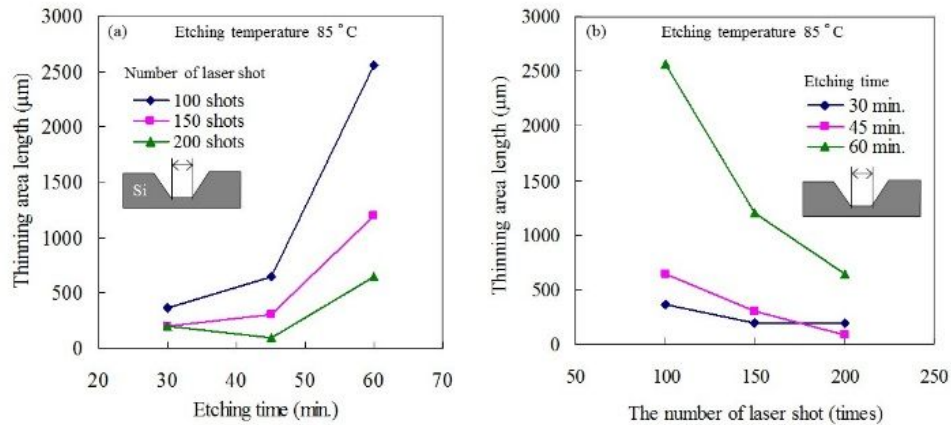 (a)
Etching temperature 85 °C
Number of laser shot
100 shots
150 shots
200 shots
Si
Thinning area length (μm)
3000
2500
2000
1500
1000
500
0
20 30 40 50 60 70
Etching time (min.)
(b)
Etching temperature 85 °C
Etching time
30 min.
45 min.
60 min.
Thinning area length (μm)
3000
2500
2000
1500
1000
500
0
50 100 150 200 250
The number of laser shot (times)